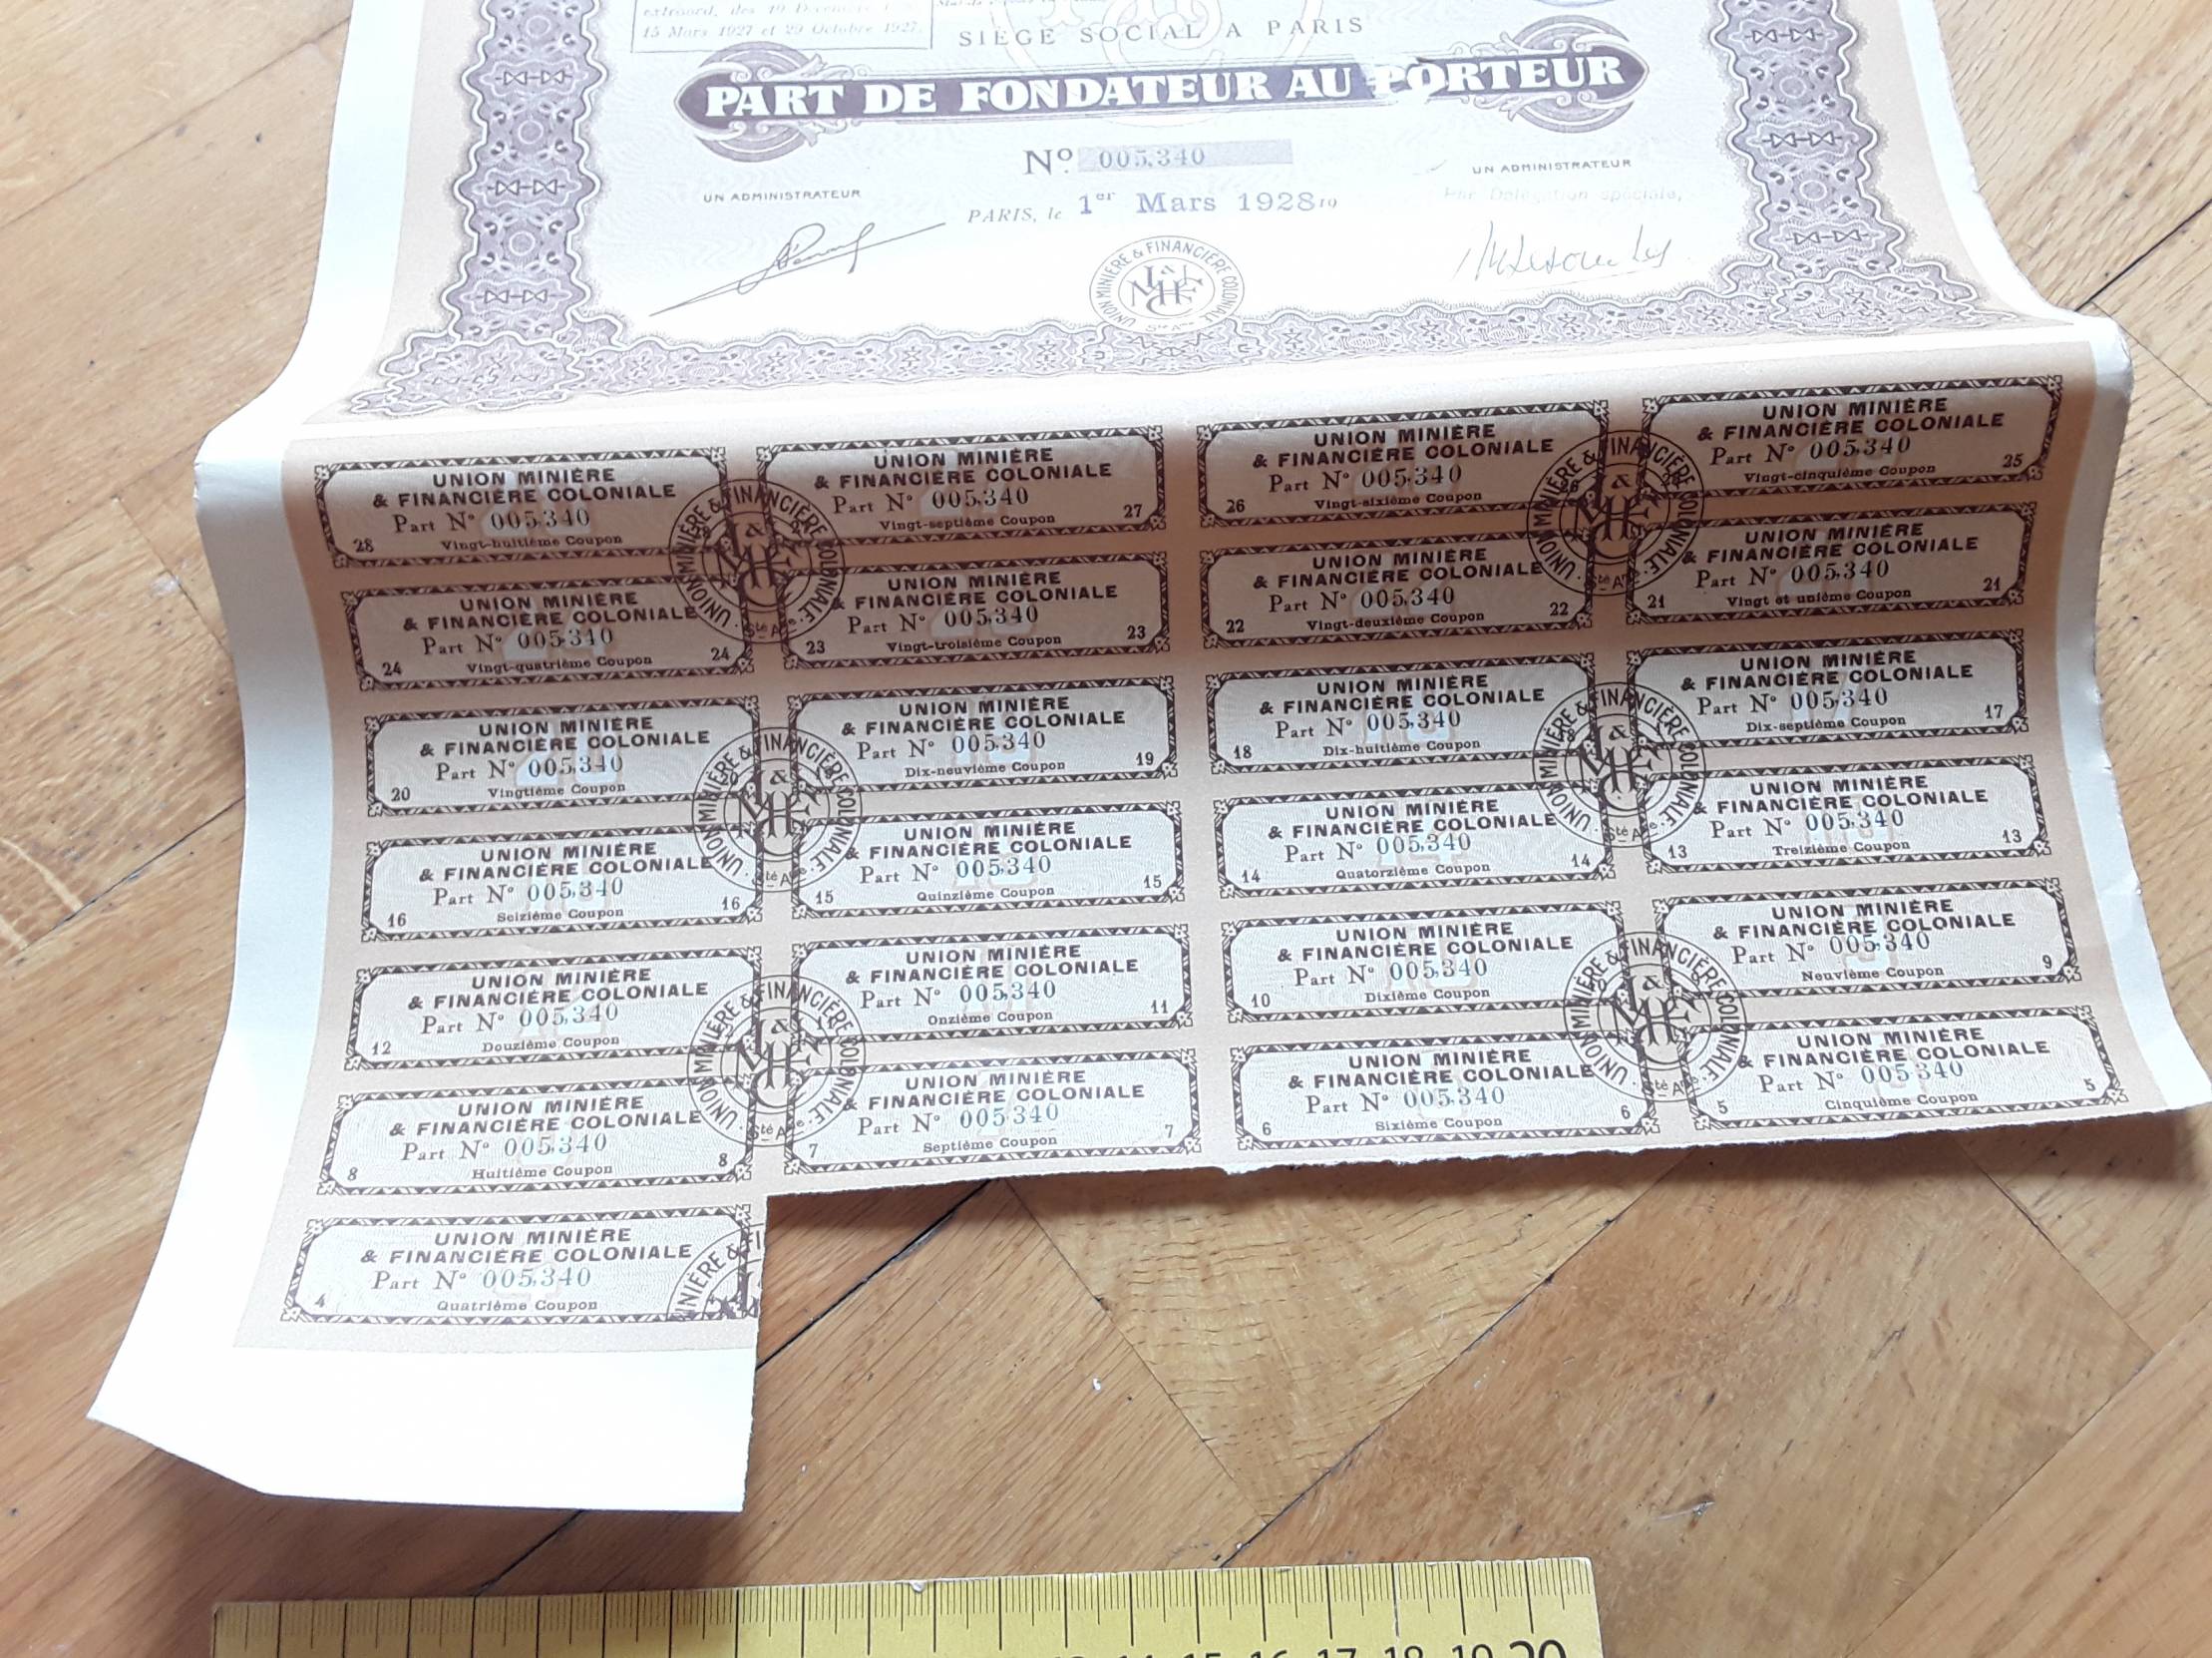 extraord. des 19 Décembre
15 Mars 1927 et 29 Octobre 1927.
SIÈGE SOCIAL A PARIS
PART DE FONDATEUR AU PORTEUR
No. 005,340
UN ADMINISTRATEUR
UN ADMINISTRATEUR
Par Délégation spéciale,
PARIS, le 1er Mars 1928 19
UNION MINIÈRE & FINANCIÈRE COLONIALE
Sté Ame
UNION MINIÈRE
& FINANCIÈRE COLONIALE
Part No 005,340
28 Vingt-huitième Coupon
UNION MINIÈRE
& FINANCIÈRE COLONIALE
Part No 005,340
Vingt-septième Coupon 27
UNION MINIÈRE
& FINANCIÈRE COLONIALE
Part No 005,340
26 Vingt-sixième Coupon
UNION MINIÈRE
& FINANCIÈRE COLONIALE
Part No 005,340
Vingt-cinquième Coupon 25
UNION MINIÈRE
& FINANCIÈRE COLONIALE
Part No 005,340
24 Vingt-quatrième Coupon 24
UNION MINIÈRE
& FINANCIÈRE COLONIALE
Part No 005,340
23 Vingt-troisième Coupon 23
UNION MINIÈRE
& FINANCIÈRE COLONIALE
Part No 005,340
22 Vingt-deuxième Coupon 22
UNION MINIÈRE
& FINANCIÈRE COLONIALE
Part No 005,340
21 Vingt et unième Coupon 21
UNION MINIÈRE
& FINANCIÈRE COLONIALE
Part No 005,340
20 Vingtième Coupon
UNION MINIÈRE
& FINANCIÈRE COLONIALE
Part No 005,340
Dix-neuvième Coupon 19
UNION MINIÈRE
& FINANCIÈRE COLONIALE
Part No 005,340
18 Dix-huitième Coupon
UNION MINIÈRE
& FINANCIÈRE COLONIALE
Part No 005,340
Dix-septième Coupon 17
UNION MINIÈRE
& FINANCIÈRE COLONIALE
Part No 005,340
16 Seizième Coupon 16
UNION MINIÈRE
& FINANCIÈRE COLONIALE
Part No 005,340
15 Quinzième Coupon 15
UNION MINIÈRE
& FINANCIÈRE COLONIALE
Part No 005,340
14 Quatorzième Coupon 14
UNION MINIÈRE
& FINANCIÈRE COLONIALE
Part No 005,340
13 Treizième Coupon 13
UNION MINIÈRE
& FINANCIÈRE COLONIALE
Part No 005,340
12 Douzième Coupon
UNION MINIÈRE
& FINANCIÈRE COLONIALE
Part No 005,340
Onzième Coupon 11
UNION MINIÈRE
& FINANCIÈRE COLONIALE
Part No 005,340
10 Dixième Coupon
UNION MINIÈRE
& FINANCIÈRE COLONIALE
Part No 005,340
Neuvième Coupon 9
UNION MINIÈRE
& FINANCIÈRE COLONIALE
Part No 005,340
8 Huitième Coupon 8
UNION MINIÈRE
& FINANCIÈRE COLONIALE
Part No 005,340
7 Septième Coupon 7
UNION MINIÈRE
& FINANCIÈRE COLONIALE
Part No 005,340
6 Sixième Coupon 6
UNION MINIÈRE
& FINANCIÈRE COLONIALE
Part No 005,340
5 Cinquième Coupon 5
UNION MINIÈRE
& FINANCIÈRE COLONIALE
Part No 005,340
4 Quatrième Coupon
13 14 15 16 17 18 19 20